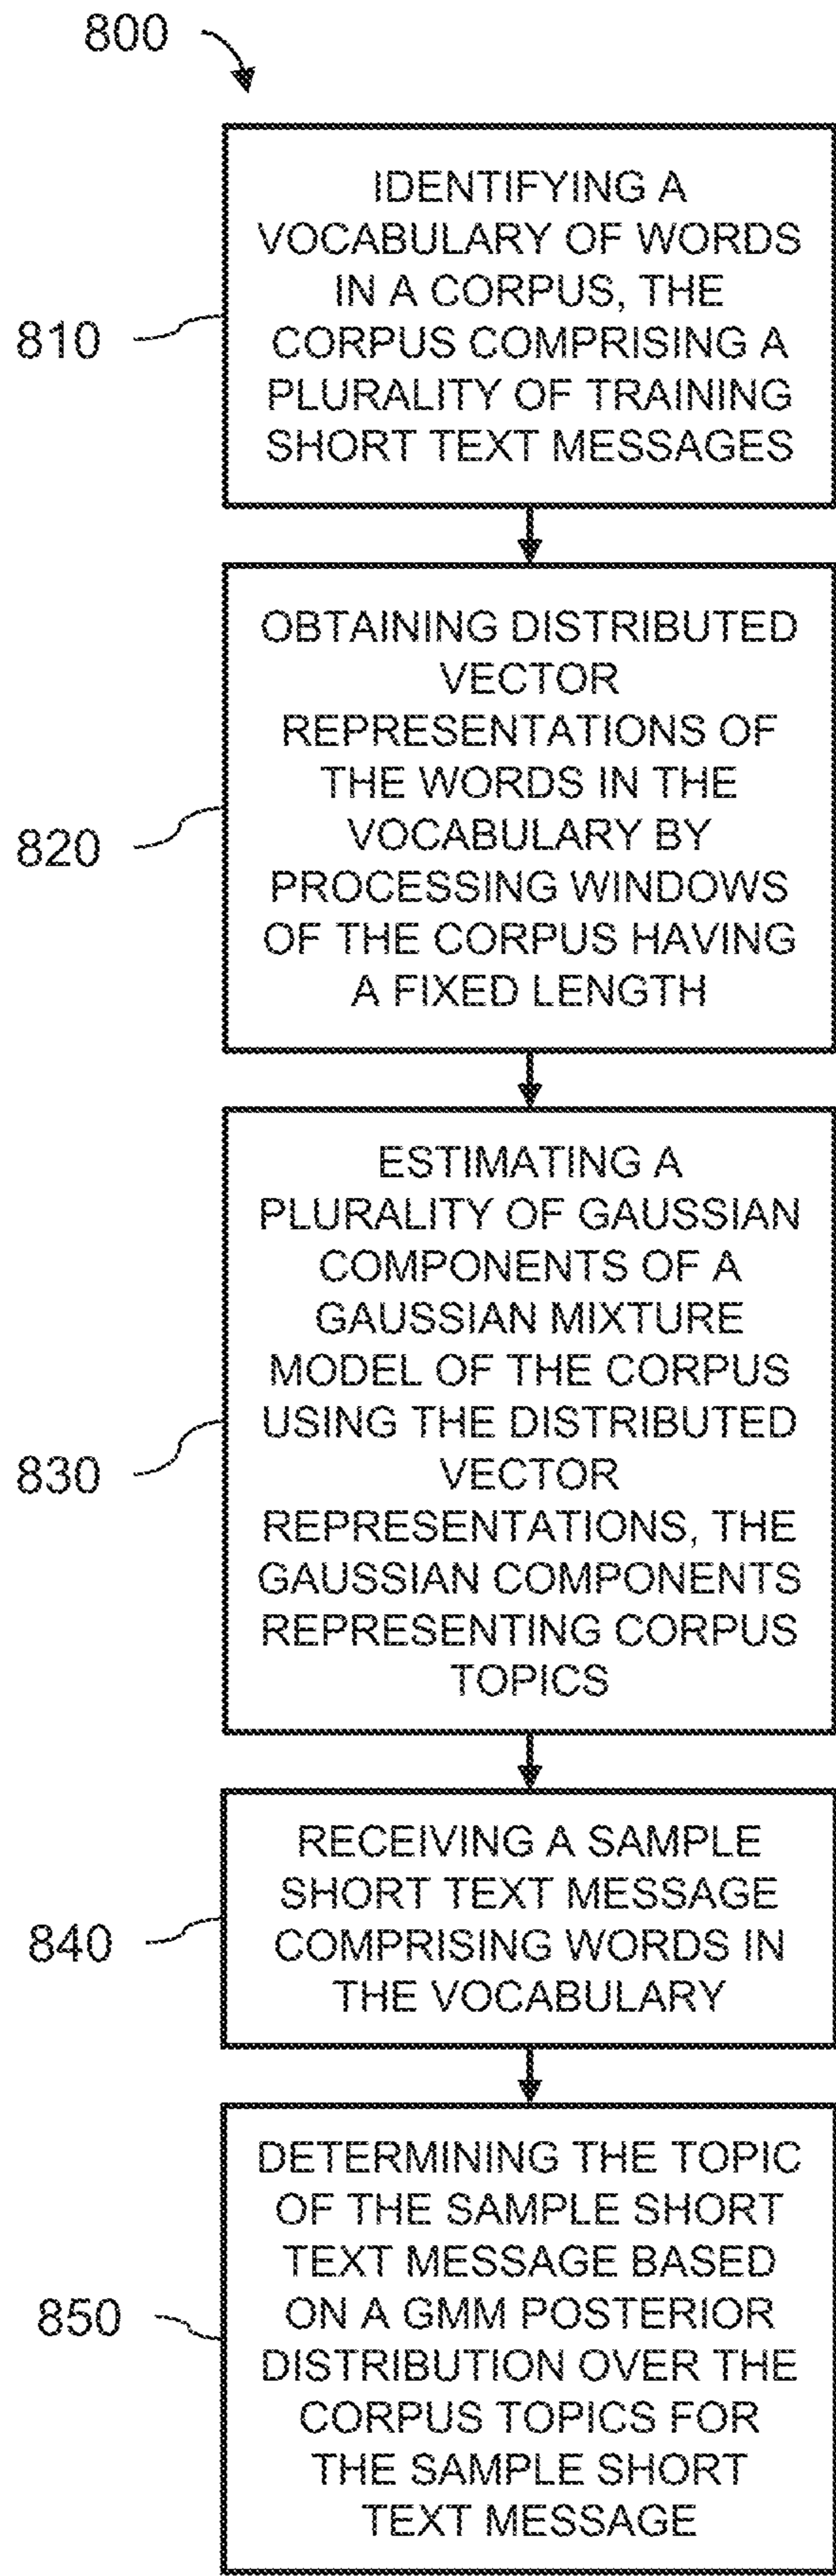 800
IDENTIFYING A
VOCABULARY OF WORDS
IN A CORPUS, THE
CORPUS COMPRISING A
PLURALITY OF TRAINING
SHORT TEXT MESSAGES
810
OBTAINING DISTRIBUTED
VECTOR
REPRESENTATIONS OF
THE WORDS IN THE
VOCABULARY BY
PROCESSING WINDOWS
OF THE CORPUS HAVING
A FIXED LENGTH
820
ESTIMATING A
PLURALITY OF GAUSSIAN
COMPONENTS OF A
GAUSSIAN MIXTURE
MODEL OF THE CORPUS
USING THE DISTRIBUTED
VECTOR
REPRESENTATIONS, THE
GAUSSIAN COMPONENTS
REPRESENTING CORPUS
TOPICS
830
RECEIVING A SAMPLE
SHORT TEXT MESSAGE
COMPRISING WORDS IN
THE VOCABULARY
840
DETERMINING THE TOPIC
OF THE SAMPLE SHORT
TEXT MESSAGE BASED
ON A GMM POSTERIOR
DISTRIBUTION OVER THE
CORPUS TOPICS FOR
THE SAMPLE SHORT
TEXT MESSAGE
850